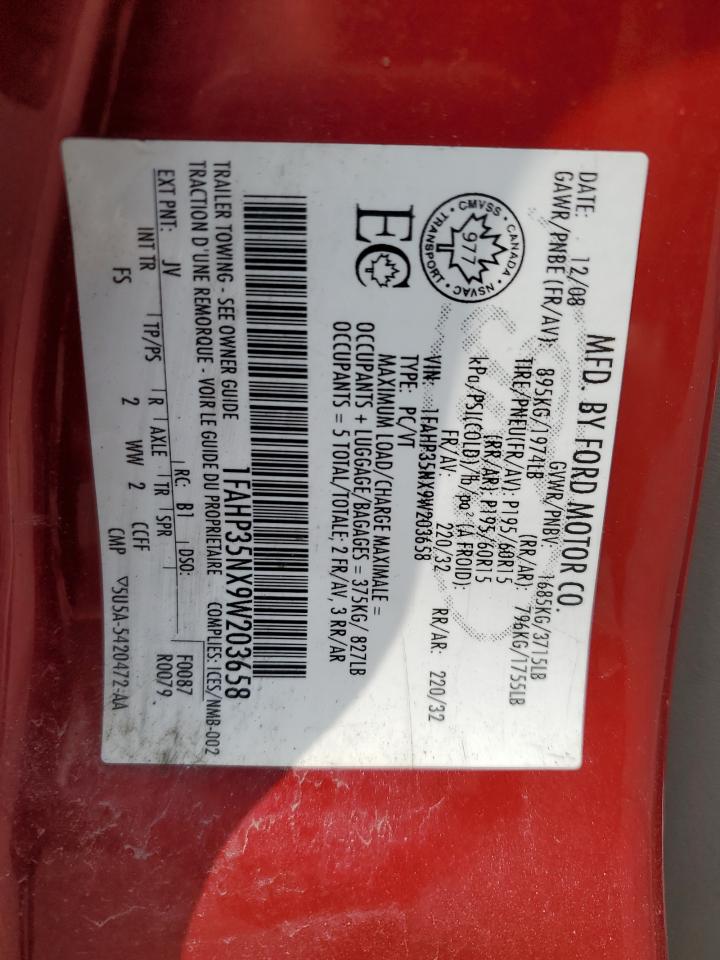 MFD. BY FORD MOTOR CO.
DATE: 12/08 GVWR/PNBV: 1685KG/3715LB
GAWR/PNBE (FR/AV): 895KG/1974LB (RR/AR): 796KG/1755LB
TIRE/PNEU(FR/AV): P195/60R15
(RR/AR): P195/60R15
kPa/PSI(COLD)/lb/pq² (A FROID):
FR/AV: 220/32 RR/AR: 220/32
VIN: 1FAHP35NX9W203658
TYPE: PC/VT
CMVSS • CANADA • NSVAC • TRANSPORT •
977
EC
MAXIMUM LOAD/CHARGE MAXIMALE =
OCCUPANTS + LUGGAGE/BAGAGES = 375KG/ 827LB
OCCUPANTS = 5 TOTAL/TOTALE; 2 FR/AV, 3 RR/AR
1FAHP35NX9W203658
TRAILER TOWING - SEE OWNER GUIDE COMPLIES: ICES/NMB-002
TRACTION D'UNE REMORQUE - VOIR LE GUIDE DU PROPRIETAIRE
EXT PNT: JV RC: B1 DSO: F0087
R0079
INT TR TP/PS R AXLE TR SPR
FS 2 WW 2 CCFF
CMP ▽5U5A-5420472-AA